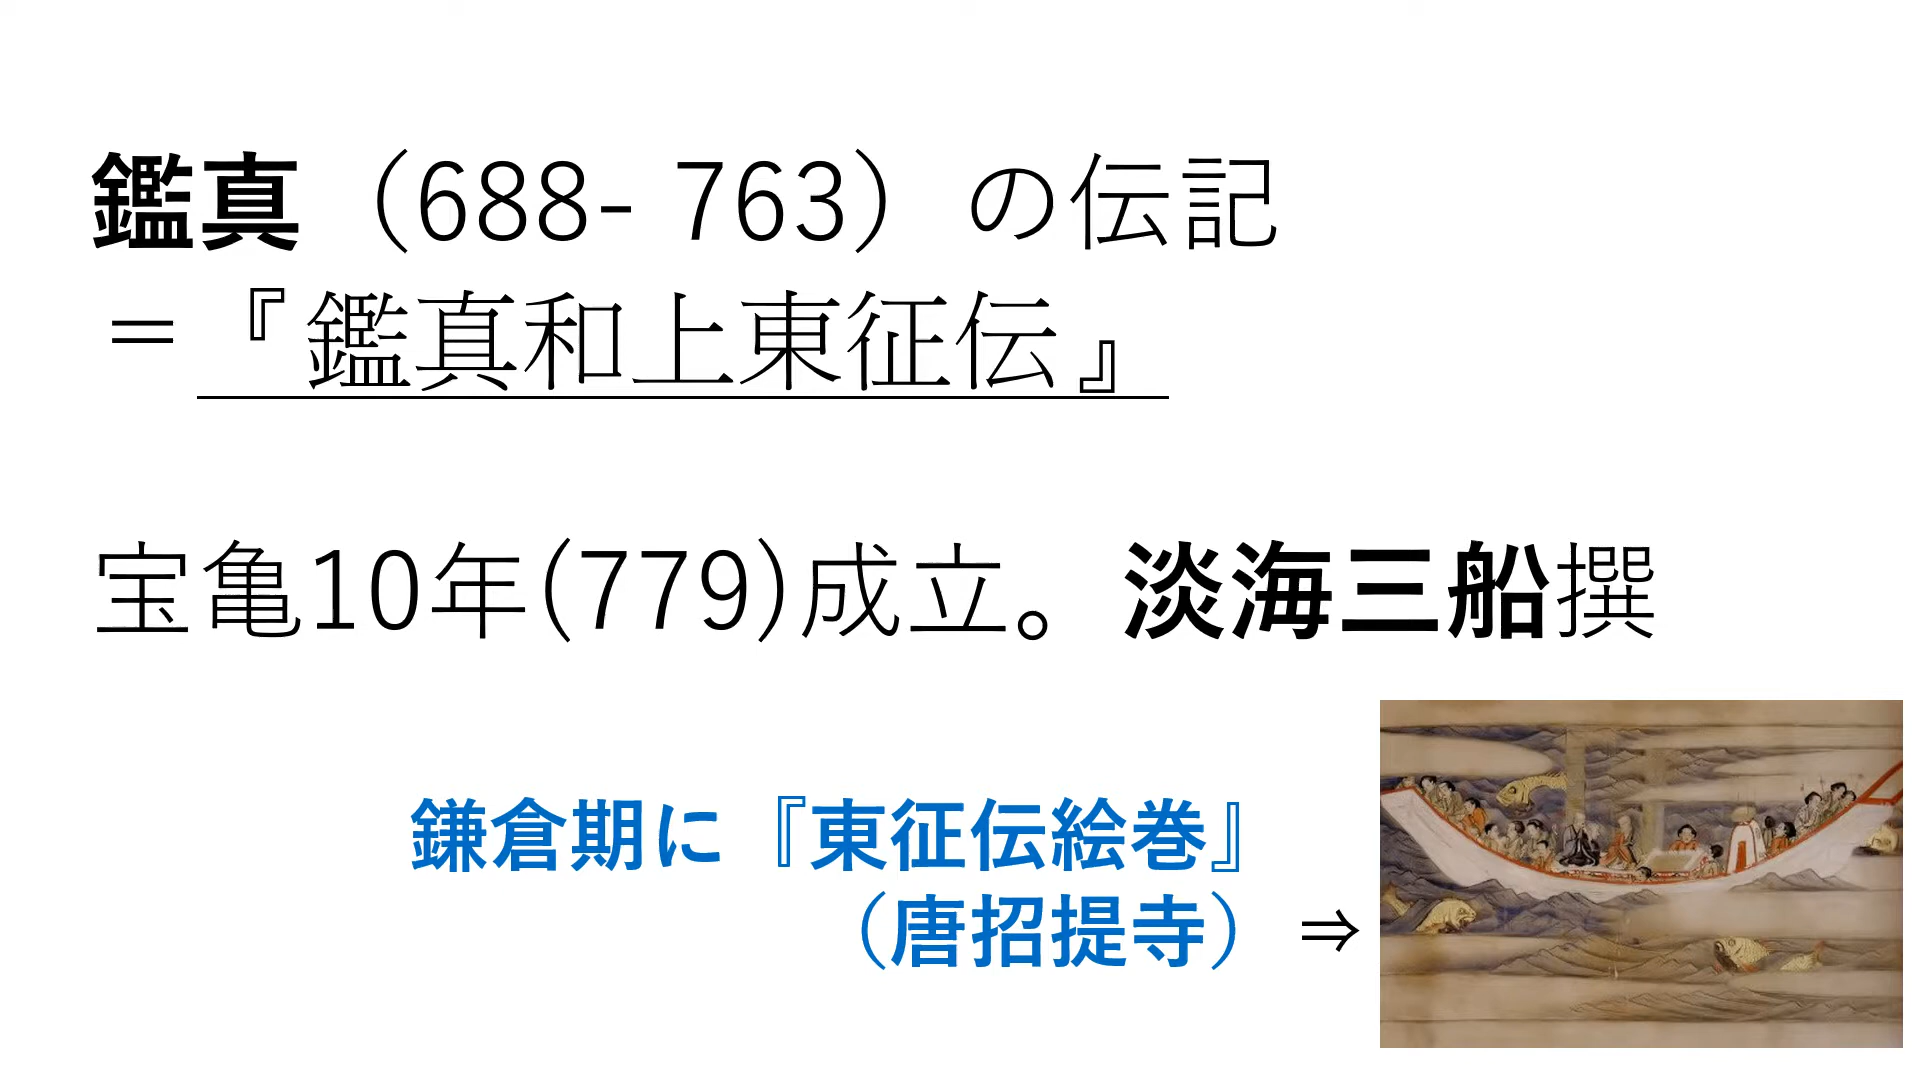 鑑真（688- 763）の伝記
＝『鑑真和上東征伝』
宝亀10年(779)成立。淡海三船撰
鎌倉期に『東征伝絵巻』
（唐招提寺）⇒